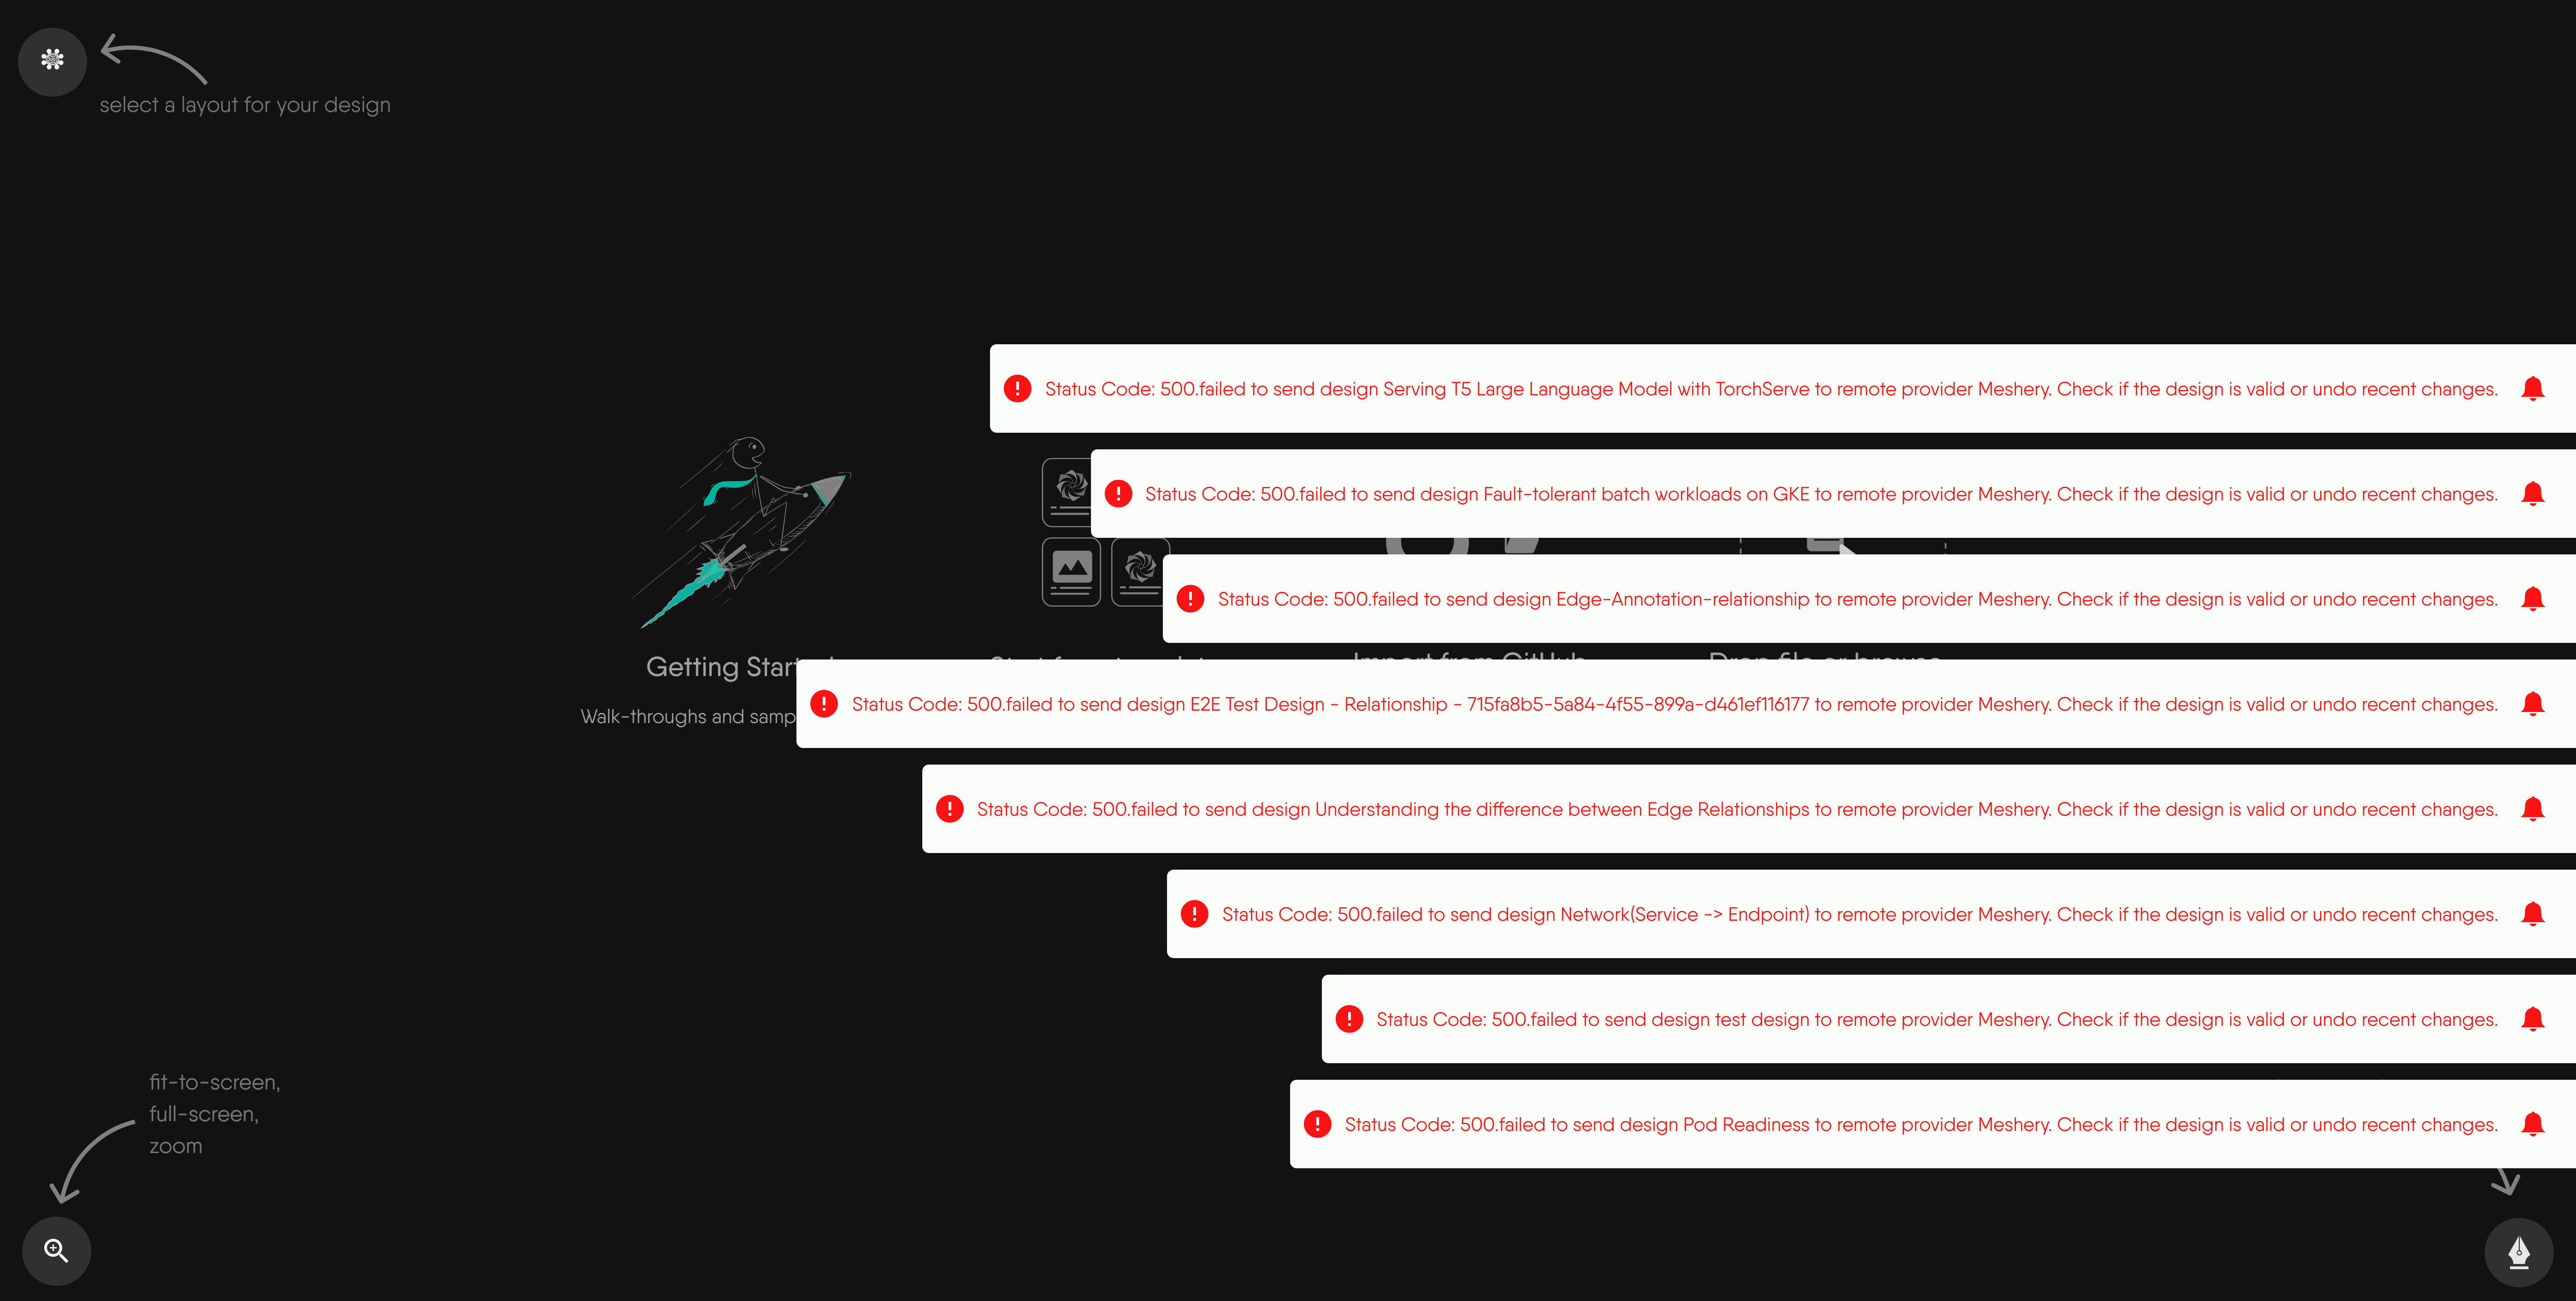 select a layout for your design
Status Code: 500.failed to send design Serving T5 Large Language Model with TorchServe to remote provider Meshery. Check if the design is valid or undo recent changes.
Status Code: 500.failed to send design Fault-tolerant batch workloads on GKE to remote provider Meshery. Check if the design is valid or undo recent changes.
Status Code: 500.failed to send design Edge-Annotation-relationship to remote provider Meshery. Check if the design is valid or undo recent changes.
Getting
Import from GitHub
Drop file or browse
Status Code: 500.failed to send design E2E Test Design - Relationship - 715fa8b5-5a84-4f55-899a-d461ef116177 to remote provider Meshery. Check if the design is valid or undo recent changes.
Walk-throughs and
Status Code: 500.failed to send design Understanding the difference between Edge Relationships to remote provider Meshery. Check if the design is valid or undo recent changes.
Status Code: 500.failed to send design Network(Service -> Endpoint) to remote provider Meshery. Check if the design is valid or undo recent changes.
Status Code: 500.failed to send design test design to remote provider Meshery. Check if the design is valid or undo recent changes.
Status Code: 500.failed to send design Pod Readiness to remote provider Meshery. Check if the design is valid or undo recent changes.
fit-to-screen,
full-screen,
zoom